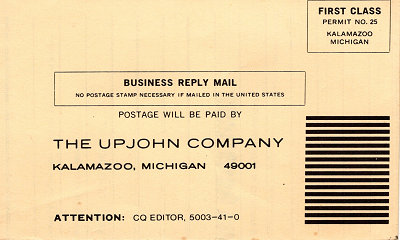 FIRST CLASS
PERMIT NO. 25
KALAMAZOO
MICHIGAN
BUSINESS REPLY MAIL
NO POSTAGE STAMP NECESSARY IF MAILED IN THE UNITED STATES
POSTAGE WILL BE PAID BY
THE UPJOHN COMPANY
KALAMAZOO, MICHIGAN 49001
ATTENTION: CQ EDITOR, 5003-41-0